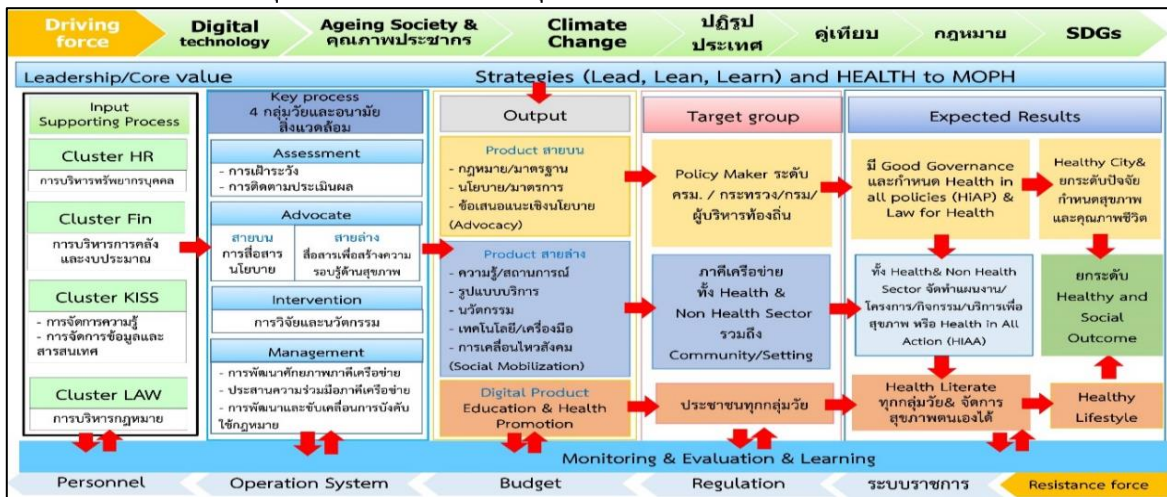 Driving force
Digital technology
Ageing Society & คุณภาพประชากร
Climate Change
ปฏิรูปประเทศ
คู่เทียบ
กฎหมาย
SDGs
Leadership/Core value
Strategies (Lead, Lean, Learn) and HEALTH to MOPH
Input
Supporting Process
Cluster HR
การบริหารทรัพยากรบุคคล
Cluster Fin
การบริหารการคลัง
และงบประมาณ
Cluster KISS
- การจัดการความรู้
- การจัดการข้อมูลและ
สารสนเทศ
Cluster LAW
การบริหารกฎหมาย
Key process
4 กลุ่มวัยและอนามัย
สิ่งแวดล้อม
Assessment
- การเฝ้าระวัง
- การติดตามประเมินผล
Advocate
สายบน
การสื่อสาร
นโยบาย
สายล่าง
สื่อสารเพื่อสร้างความ
รอบรู้ด้านสุขภาพ
Intervention
การวิจัยและนวัตกรรม
Management
- การพัฒนาศักยภาพภาคีเครือข่าย
- ประสานความร่วมมือภาคีเครือข่าย
- การพัฒนาและขับเคลื่อนการบังคับ
ใช้กฎหมาย
Output
Product สายบน
- กฎหมาย/มาตรฐาน
- นโยบาย/มาตรการ
- ข้อเสนอแนะเชิงนโยบาย
(Advocacy)
Product สายล่าง
- ความรู้/สถานการณ์
- รูปแบบบริการ
- นวัตกรรม
- เทคโนโลยี/เครื่องมือ
- การเคลื่อนไหวสังคม
(Social Mobilization)
Digital Product
Education & Health
Promotion
Target group
Policy Maker ระดับ
ครม. / กระทรวง/กรม/
ผู้บริหารท้องถิ่น
ภาคีเครือข่าย
ทั้ง Health &
Non Health Sector
รวมถึง
Community/Setting
ประชาชนทุกกลุ่มวัย
Expected Results
มี Good Governance
และกำหนด Health in
all policies (HiAP) &
Law for Health
Healthy City&
ยกระดับปัจจัย
กำหนดสุขภาพ
และคุณภาพชีวิต
ทั้ง Health& Non Health
Sector จัดทำแผนงาน/
โครงการ/กิจกรรม/บริการเพื่อ
สุขภาพ หรือ Health in All
Action (HIAA)
ยกระดับ
Healthy and
Social
Outcome
Health Literate
ทุกกลุ่มวัย& จัดการ
สุขภาพตนเองได้
Healthy
Lifestyle
Monitoring & Evaluation & Learning
Personnel
Operation System
Budget
Regulation
ระบบราชการ
Resistance force